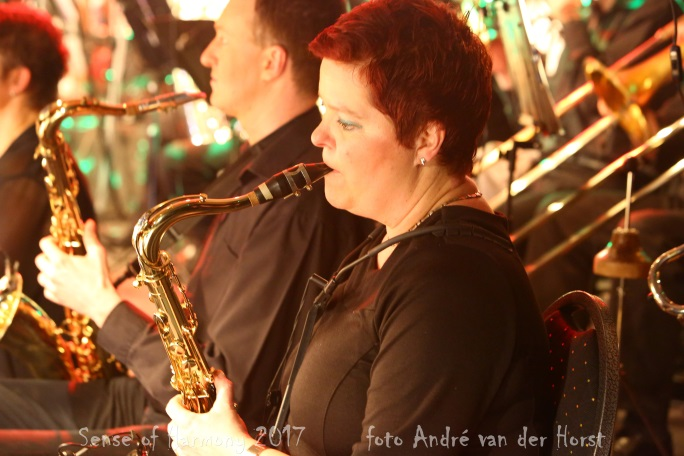 Sense of Harmony 2017 foto André van der Horst